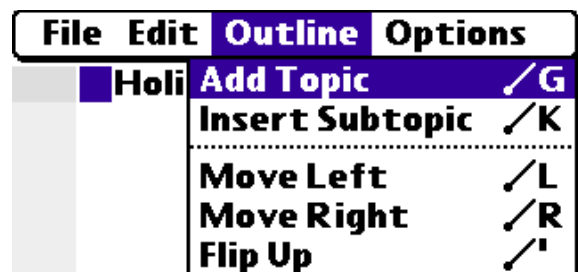 File Edit Outline Options
Holi Add Topic ⟋G
Insert Subtopic ⟋K
Move Left ⟋L
Move Right ⟋R
Flip Up ⟋'